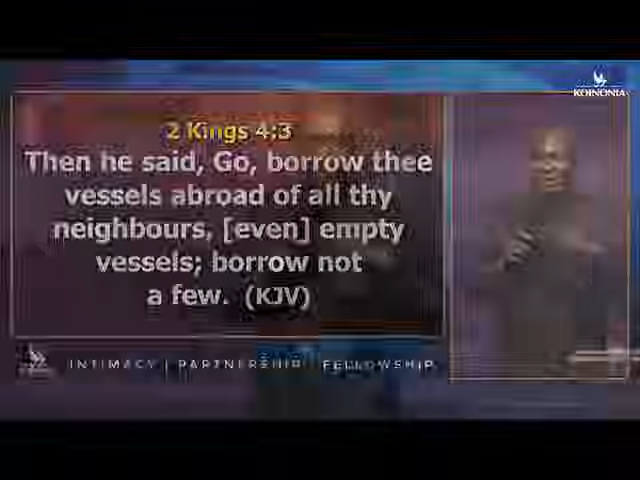 KOINONIA
2 Kings 4:3
Then he said, Go, borrow thee
vessels abroad of all thy
neighbours, [even] empty
vessels; borrow not
a few. (KJV)
INTIMACY | PARTNERSHIP | FELLOWSHIP